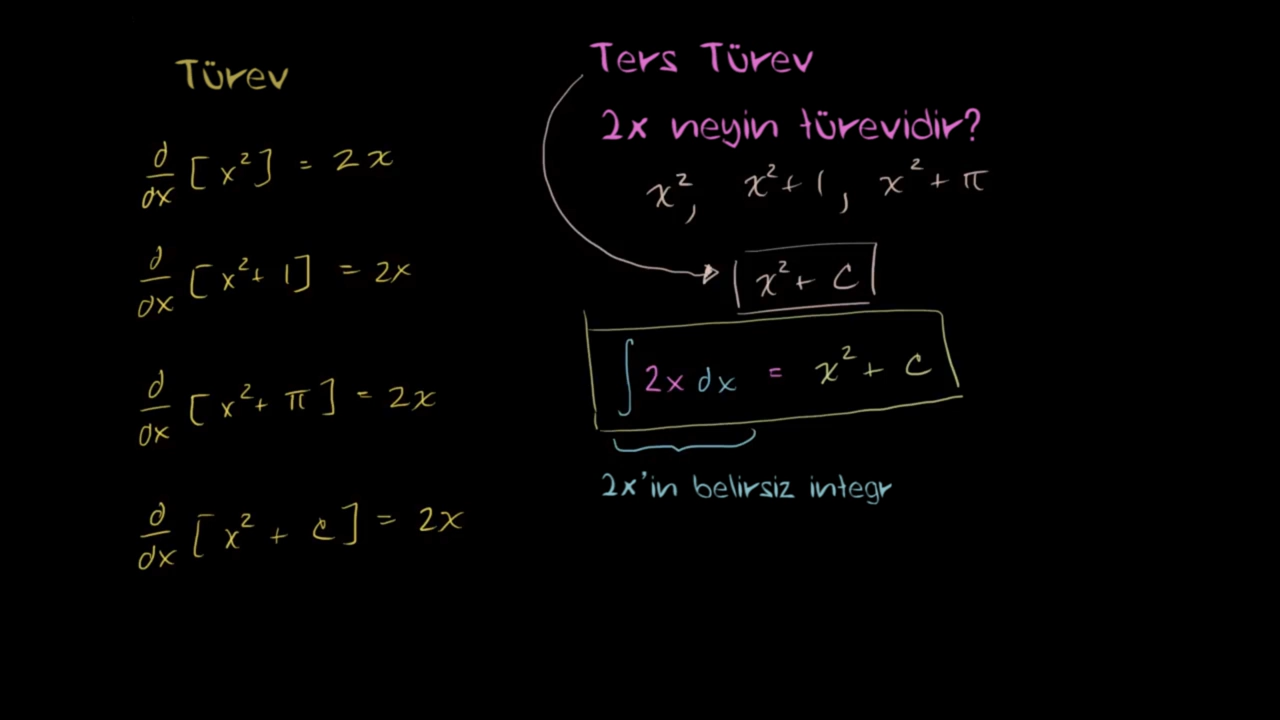 Türev
d/dx [x²] = 2x
d/dx [x²+ 1] = 2x
d/dx [x²+ π] = 2x
d/dx [x² + c] = 2x
Ters Türev
2x neyin türevidir?
x², x²+ 1, x² + π
x²+ C
∫ 2x dx = x² + C
2x'in belirsiz integr